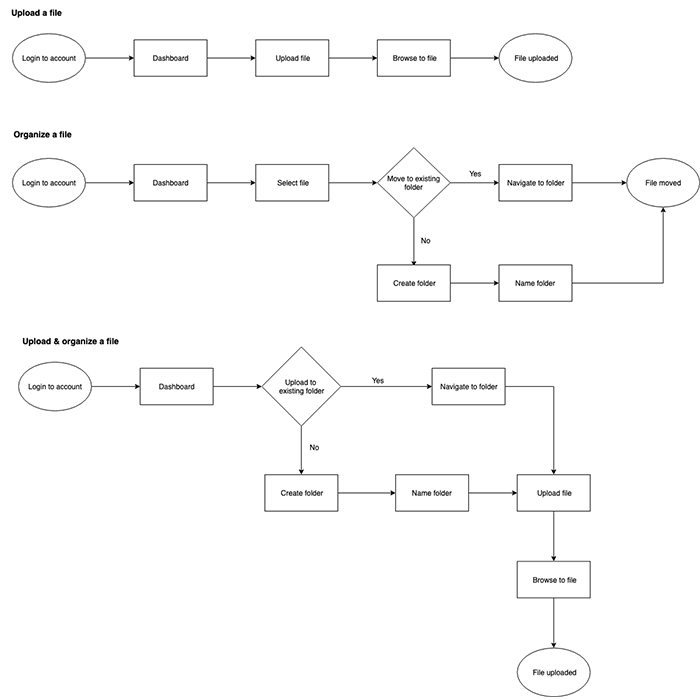 Upload a file
Login to account
Dashboard
Upload file
Browse to file
File uploaded
Organize a file
Login to account
Dashboard
Select file
Move to existing
folder
Yes
Navigate to folder
File moved
No
Create folder
Name folder
Upload & organize a file
Login to account
Dashboard
Upload to
existing folder
Yes
Navigate to folder
No
Create folder
Name folder
Upload file
Browse to file
File uploaded